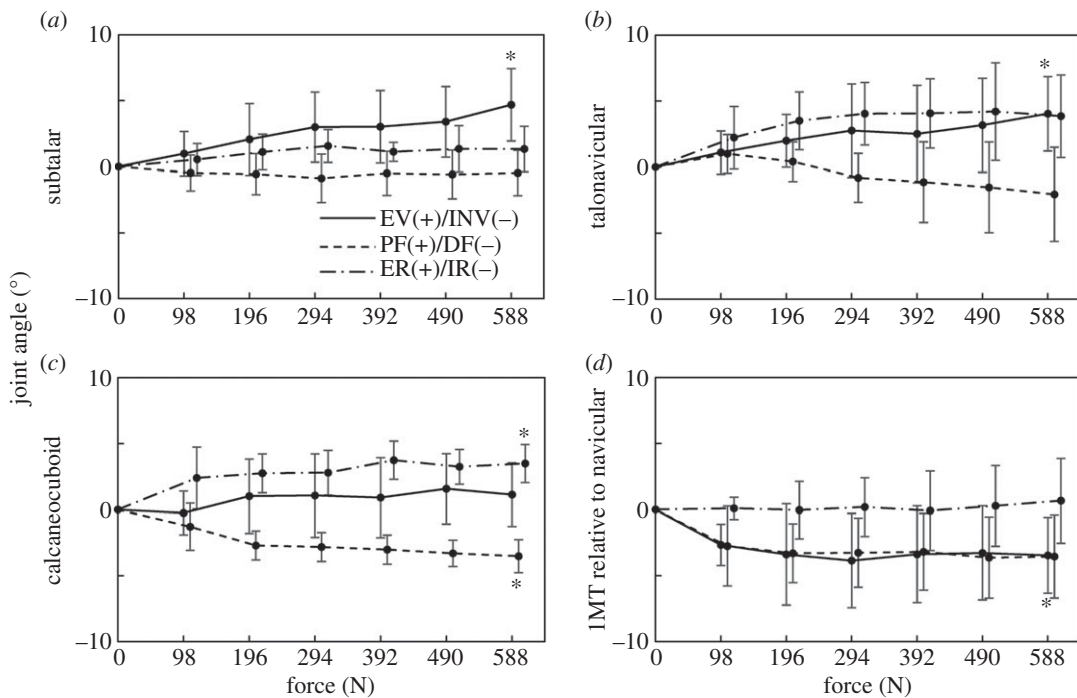 (a)
10
*
0
EV(+)/INV(–)
PF(+)/DF(–)
ER(+)/IR(–)
–10
0 98 196 294 392 490 588
subtalar
(b)
10
*
0
–10
0 98 196 294 392 490 588
talonavicular
joint angle (°)
(c)
10
*
0
*
–10
0 98 196 294 392 490 588
force (N)
calcaneocuboid
(d)
10
0
*
–10
0 98 196 294 392 490 588
force (N)
1MT relative to navicular